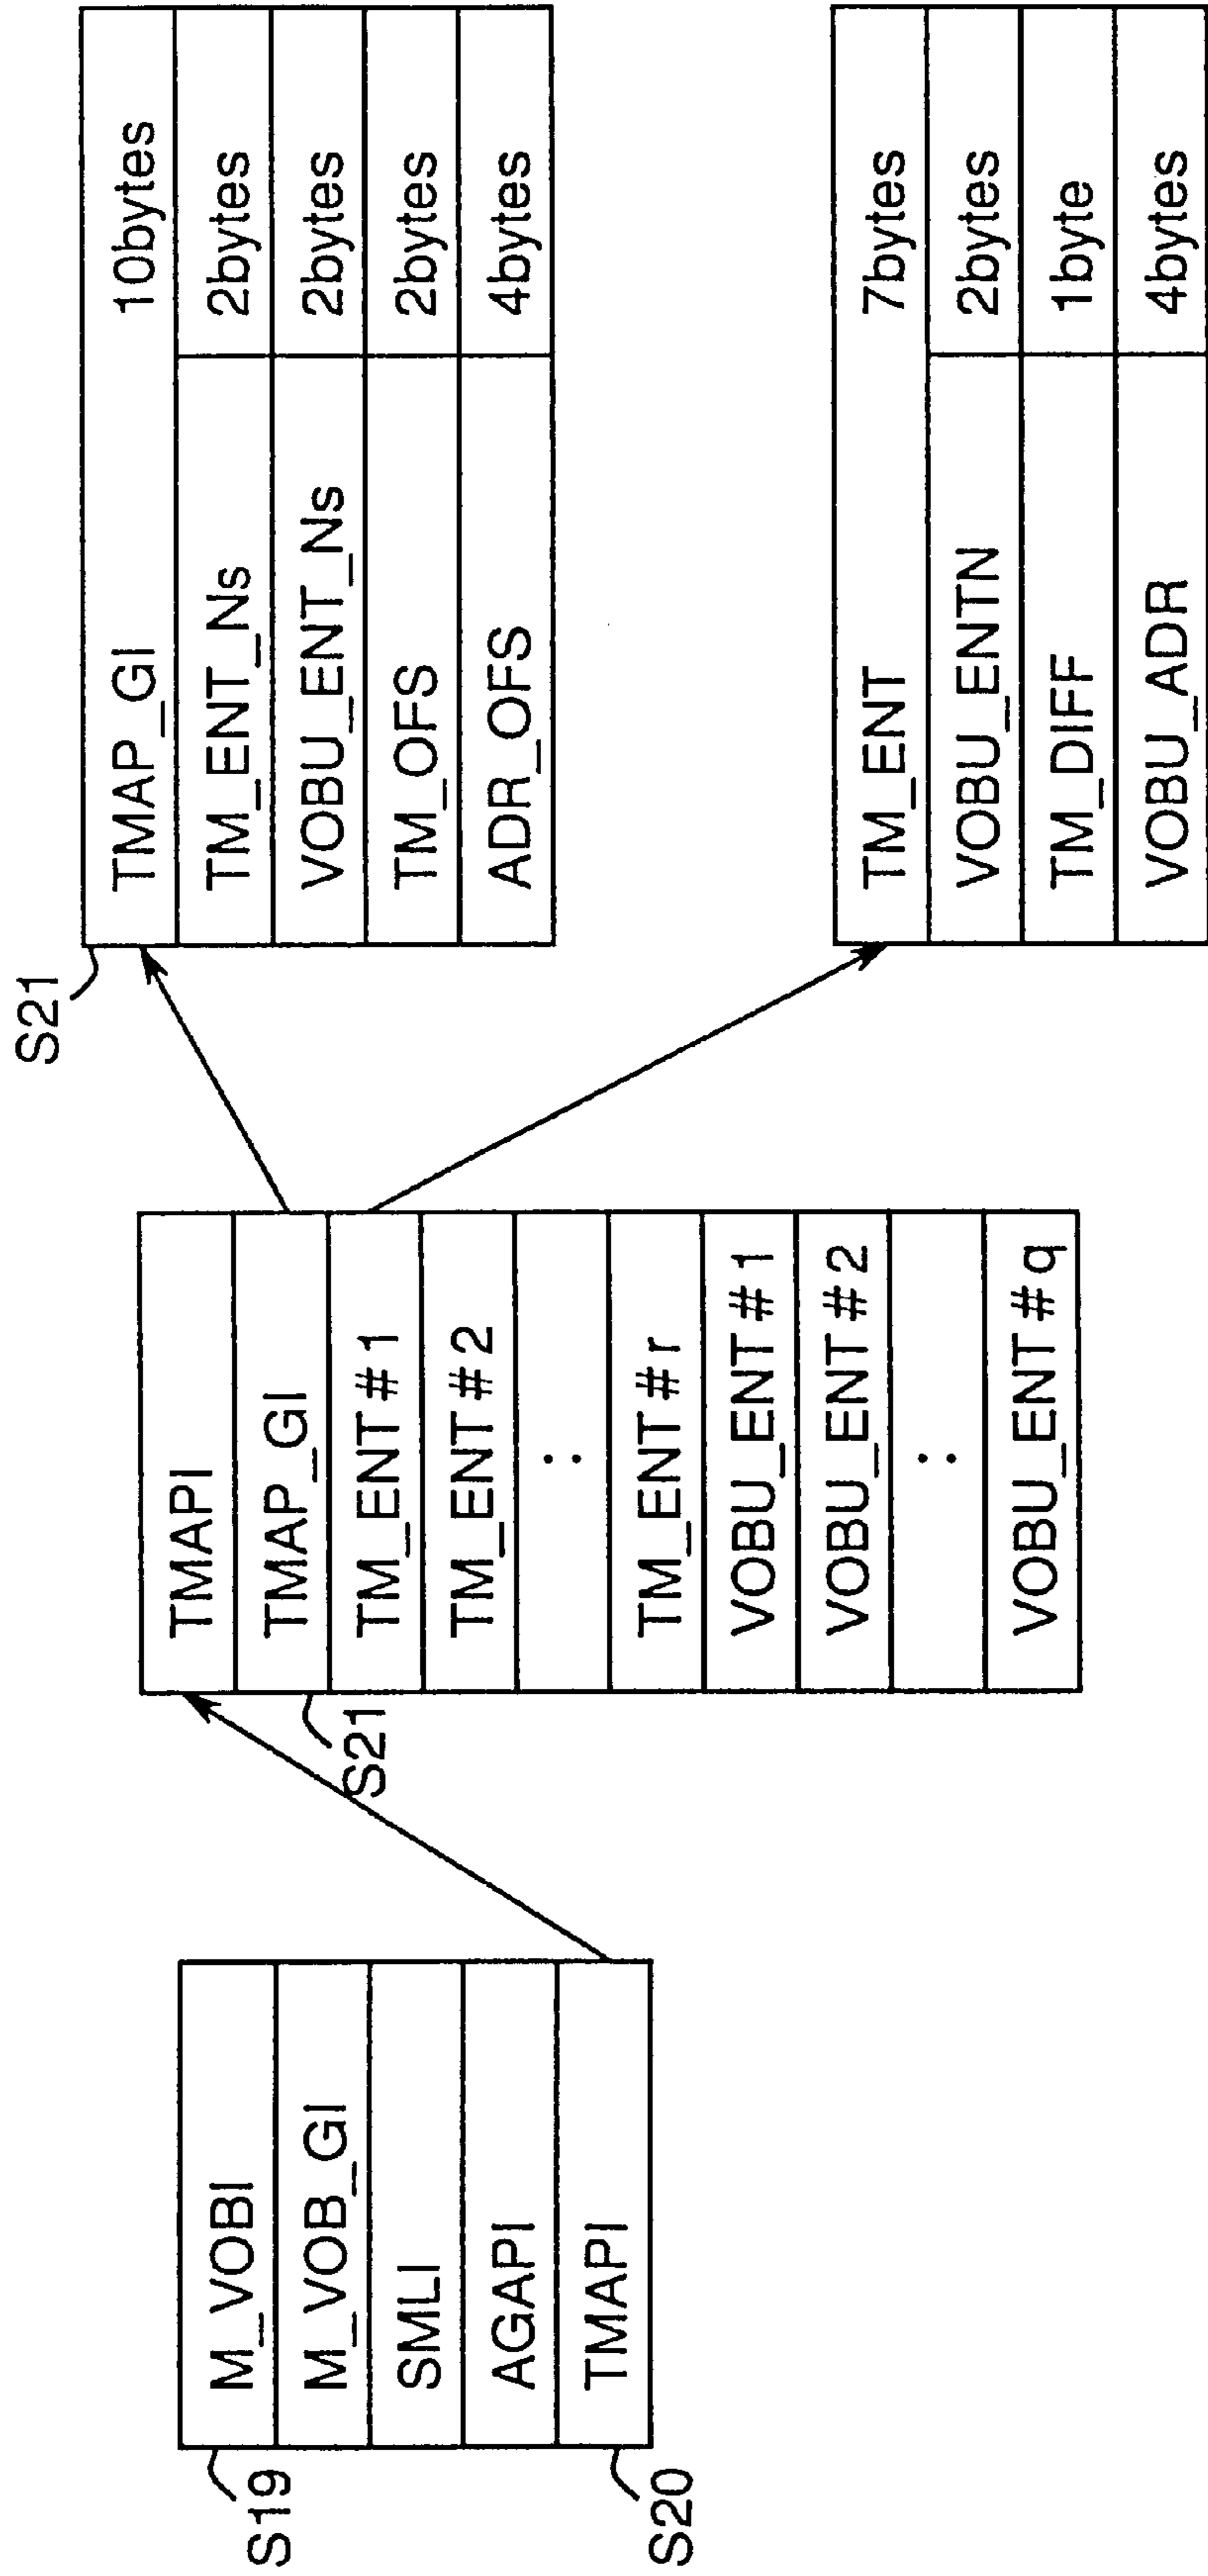 S19
M_VOBI
M_VOB_GI
SMLI
AGAPI
TMAPI
S20
TMAPI
TMAP_GI
TM_ENT#1
TM_ENT#2
:
TM_ENT#r
VOBU_ENT#1
VOBU_ENT#2
:
VOBU_ENT#q
S21
S21
TMAP_GI 10bytes
TM_ENT_Ns 2bytes
VOBU_ENT_Ns 2bytes
TM_OFS 2bytes
ADR_OFS 4bytes
TM_ENT 7bytes
VOBU_ENTN 2bytes
TM_DIFF 1byte
VOBU_ADR 4bytes